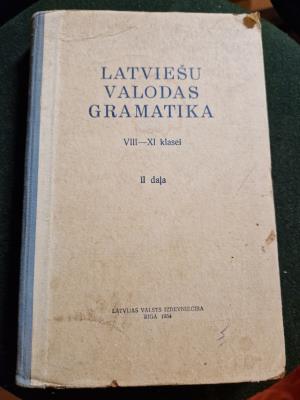 LATVIEŠU
VALODAS
GRAMATIKA
VIII—XI klasei
II daļa
LATVIJAS VALSTS IZDEVNIECĪBA
RĪGĀ 1954